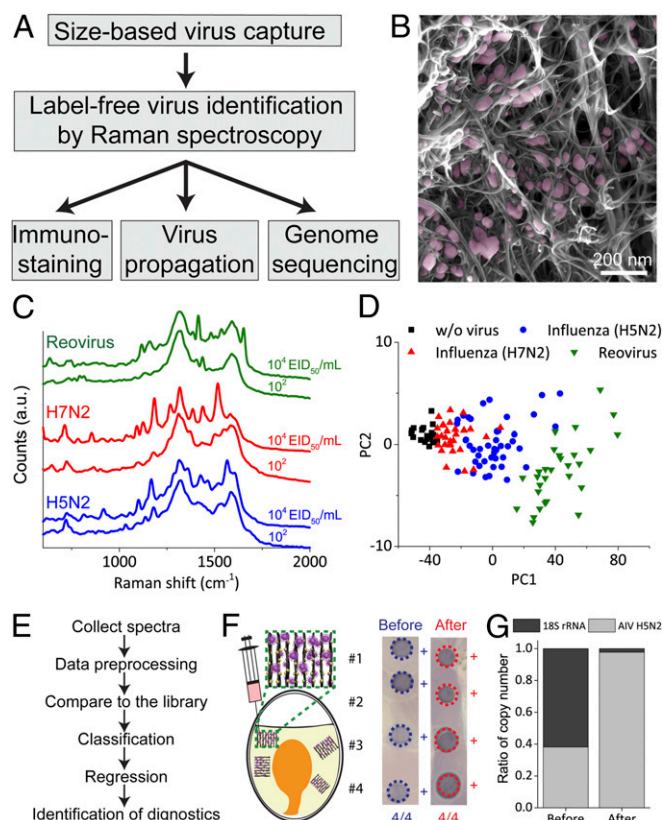 A
Size-based virus capture
Label-free virus identification
by Raman spectroscopy
Immuno-
staining
Virus
propagation
Genome
sequencing
B
200 nm
C
Reovirus
10⁴ EID₅₀/mL
10²
H7N2
10⁴ EID₅₀/mL
10²
H5N2
10⁴ EID₅₀/mL
10²
Counts (a.u.)
1000 1500 2000
Raman shift (cm⁻¹)
D
w/o virus Influenza (H5N2)
Influenza (H7N2) Reovirus
10
0
-10
PC2
-40 0 40 80
PC1
E
Collect spectra
Data preprocessing
Compare to the library
Classification
Regression
Identification of dignostics
F
Before After
#1 + +
#2 + +
#3 + +
#4 + +
4/4 4/4
G
18S rRNA AIV H5N2
Ratio of copy number
1.0
0.8
0.6
0.4
0.2
0.0
Before After